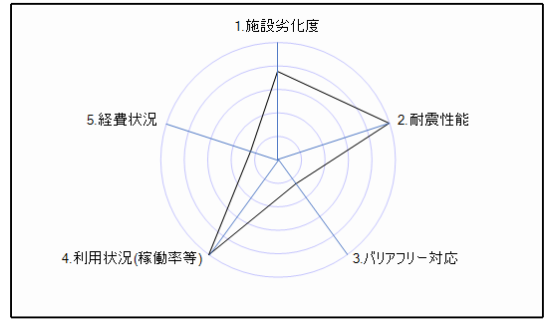 1.施設劣化度
2.耐震性能
3.バリアフリー対応
4.利用状況(稼働率等)
5.経費状況